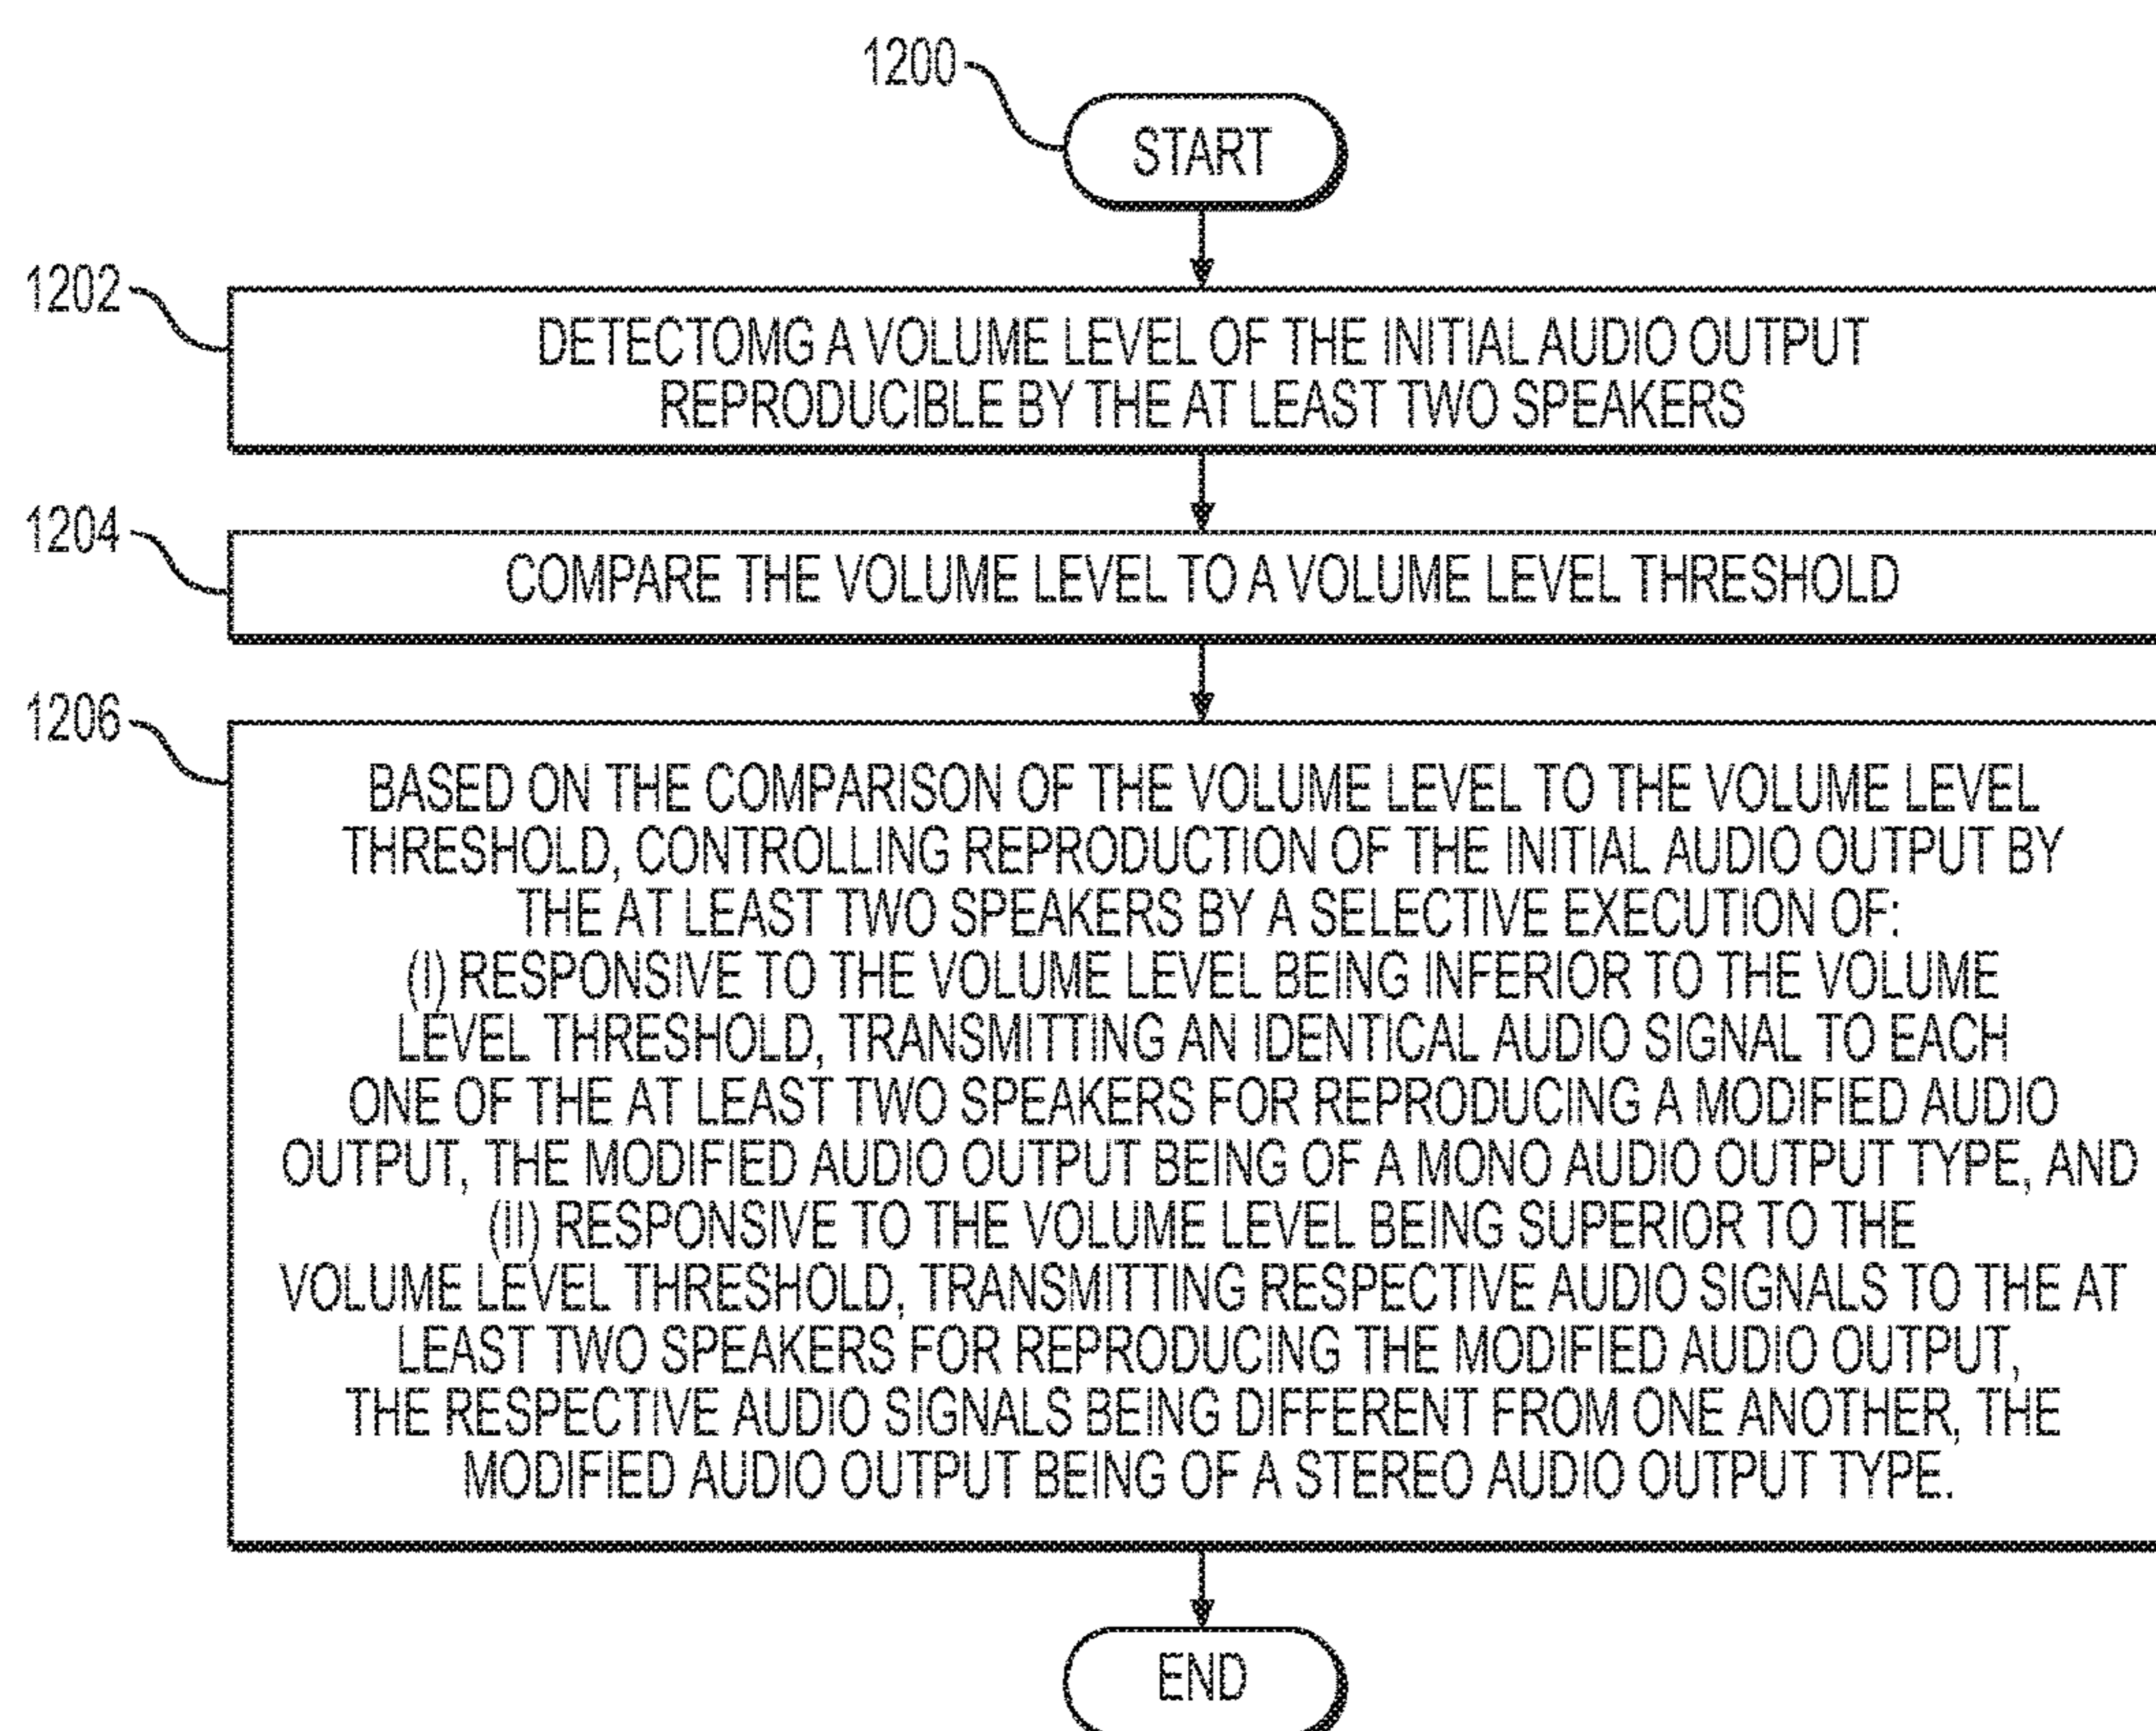 1200
START
1202
DETECTOMG A VOLUME LEVEL OF THE INITIAL AUDIO OUTPUT
REPRODUCIBLE BY THE AT LEAST TWO SPEAKERS
1204
COMPARE THE VOLUME LEVEL TO A VOLUME LEVEL THRESHOLD
1206
BASED ON THE COMPARISON OF THE VOLUME LEVEL TO THE VOLUME LEVEL
THRESHOLD, CONTROLLING REPRODUCTION OF THE INITIAL AUDIO OUTPUT BY
THE AT LEAST TWO SPEAKERS BY A SELECTIVE EXECUTION OF:
(I) RESPONSIVE TO THE VOLUME LEVEL BEING INFERIOR TO THE VOLUME
LEVEL THRESHOLD, TRANSMITTING AN IDENTICAL AUDIO SIGNAL TO EACH
ONE OF THE AT LEAST TWO SPEAKERS FOR REPRODUCING A MODIFIED AUDIO
OUTPUT, THE MODIFIED AUDIO OUTPUT BEING OF A MONO AUDIO OUTPUT TYPE, AND
(II) RESPONSIVE TO THE VOLUME LEVEL BEING SUPERIOR TO THE
VOLUME LEVEL THRESHOLD, TRANSMITTING RESPECTIVE AUDIO SIGNALS TO THE AT
LEAST TWO SPEAKERS FOR REPRODUCING THE MODIFIED AUDIO OUTPUT,
THE RESPECTIVE AUDIO SIGNALS BEING DIFFERENT FROM ONE ANOTHER, THE
MODIFIED AUDIO OUTPUT BEING OF A STEREO AUDIO OUTPUT TYPE.
END